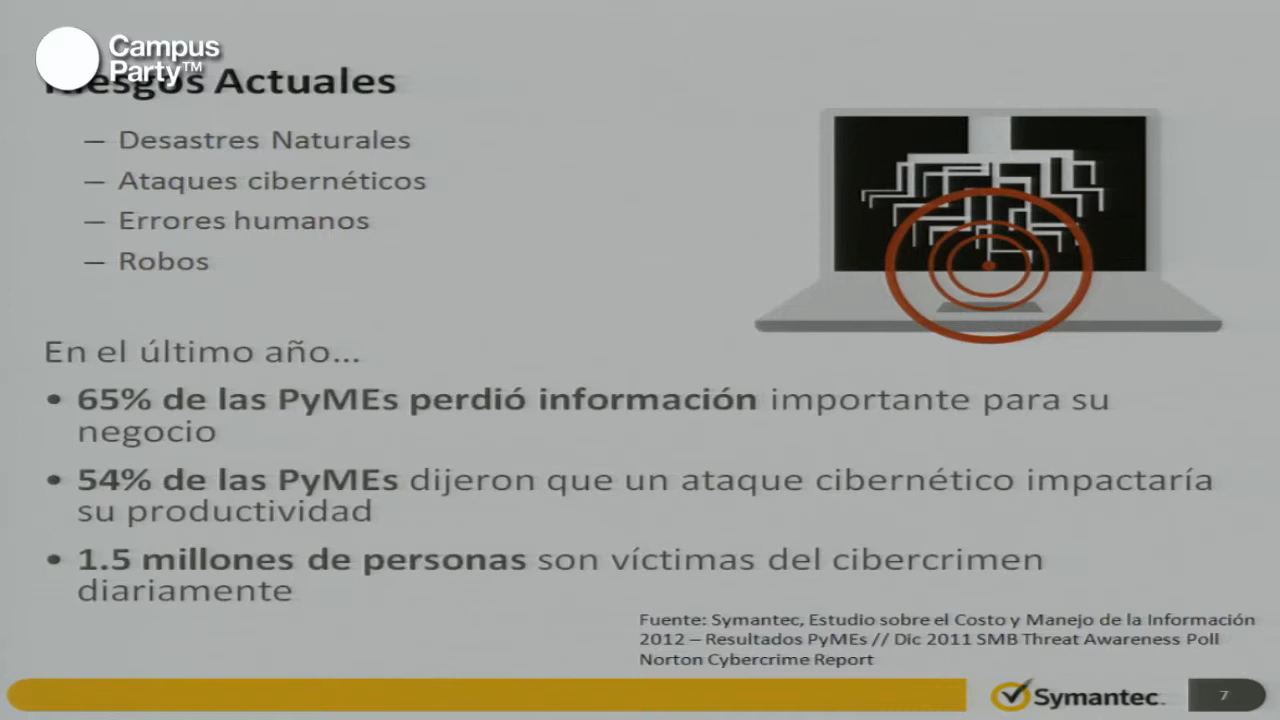 Campus
Party™
Riesgos Actuales
– Desastres Naturales
– Ataques cibernéticos
– Errores humanos
– Robos
En el último año...
• 65% de las PyMEs perdió información importante para su
negocio
• 54% de las PyMEs dijeron que un ataque cibernético impactaría
su productividad
• 1.5 millones de personas son víctimas del cibercrimen
diariamente
Fuente: Symantec, Estudio sobre el Costo y Manejo de la Información
2012 – Resultados PyMEs // Dic 2011 SMB Threat Awareness Poll
Norton Cybercrime Report
Symantec.
7